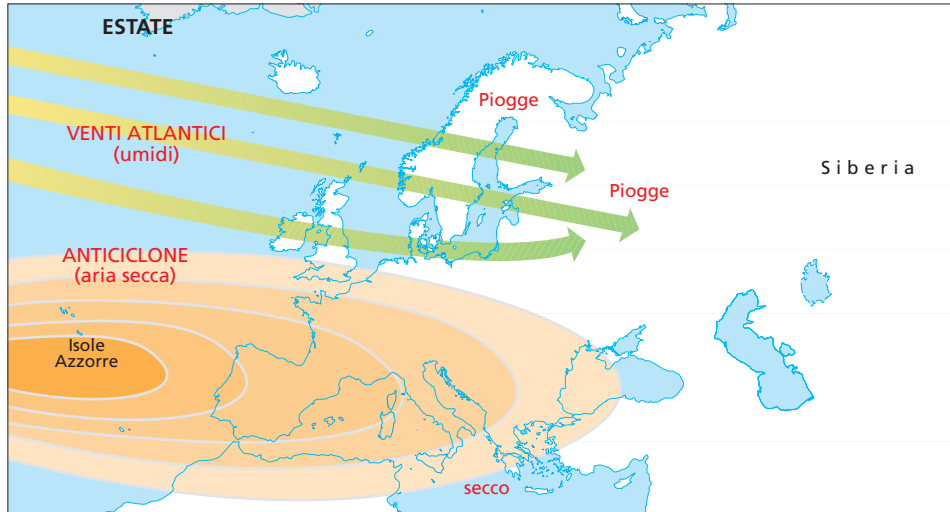 ESTATE
Piogge
VENTI ATLANTICI
(umidi)
Siberia
Piogge
ANTICICLONE
(aria secca)
Isole
Azzorre
secco